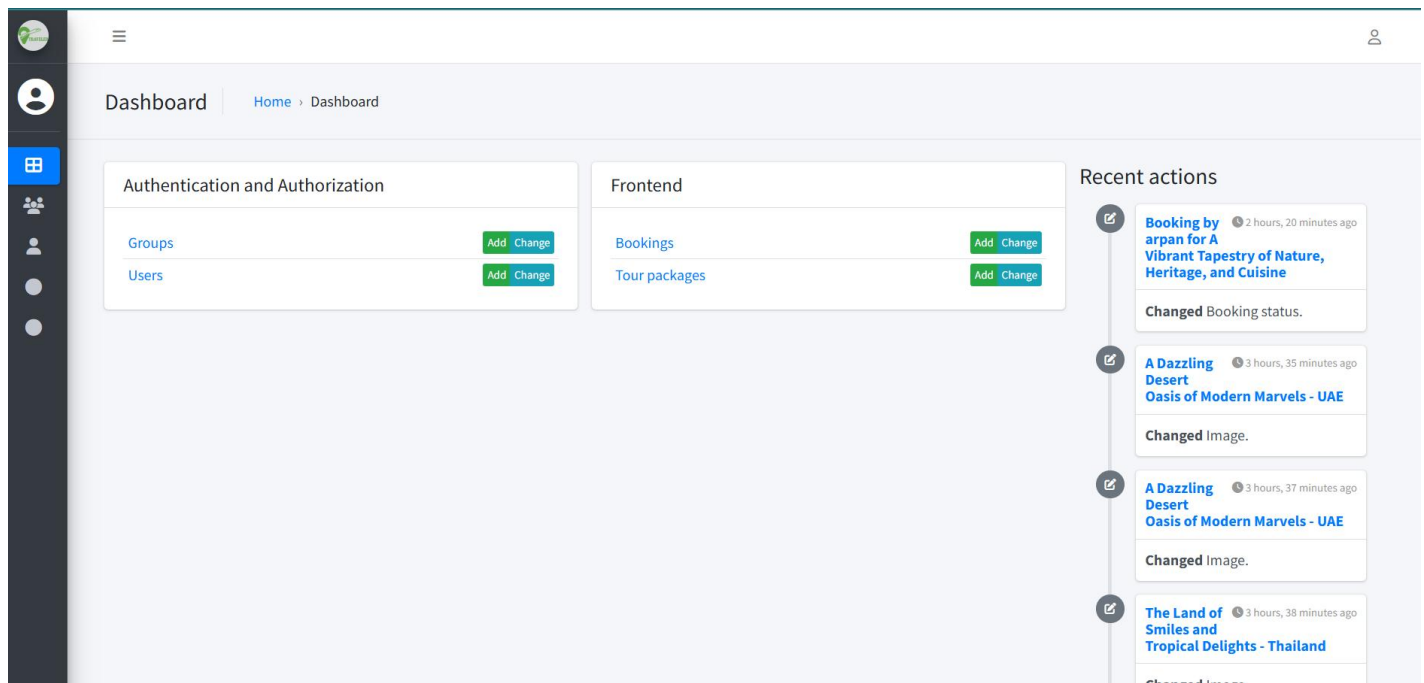 Dashboard
Home › Dashboard
Authentication and Authorization
Groups
Add Change
Users
Add Change
Frontend
Bookings
Add Change
Tour packages
Add Change
Recent actions
Booking by 2 hours, 20 minutes ago
arpan for A
Vibrant Tapestry of Nature,
Heritage, and Cuisine
Changed Booking status.
A Dazzling 3 hours, 35 minutes ago
Desert
Oasis of Modern Marvels - UAE
Changed Image.
A Dazzling 3 hours, 37 minutes ago
Desert
Oasis of Modern Marvels - UAE
Changed Image.
The Land of 3 hours, 38 minutes ago
Smiles and
Tropical Delights - Thailand